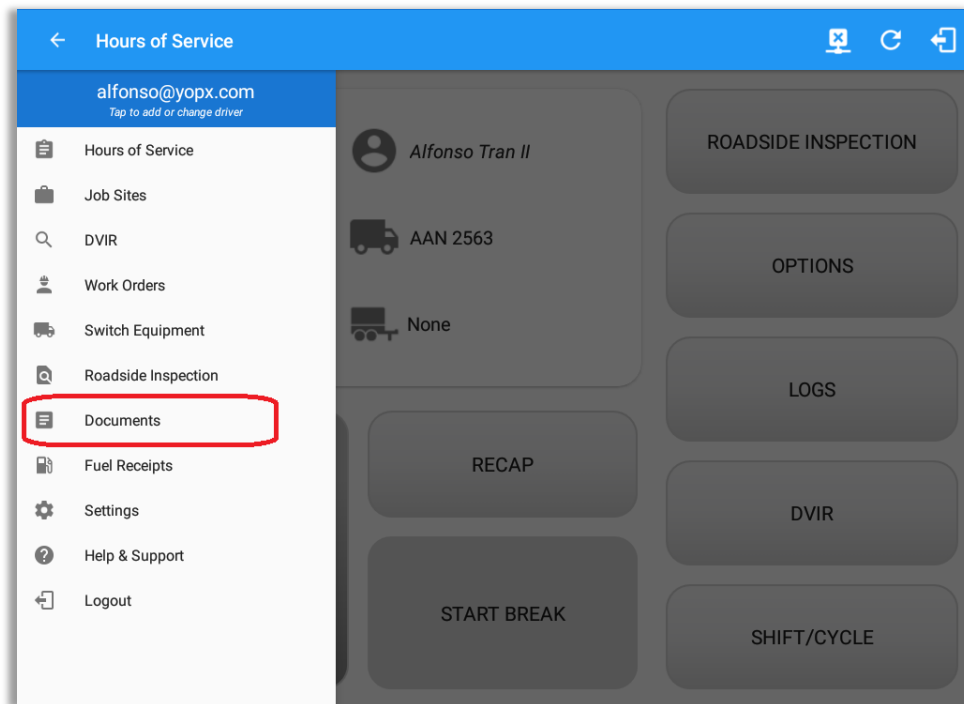 Hours of Service
alfonso@yopx.com
Tap to add or change driver
Hours of Service
Job Sites
DVIR
Work Orders
Switch Equipment
Roadside Inspection
Documents
Fuel Receipts
Settings
Help & Support
Logout
Alfonso Tran II
AAN 2563
None
RECAP
START BREAK
ROADSIDE INSPECTION
OPTIONS
LOGS
DVIR
SHIFT/CYCLE